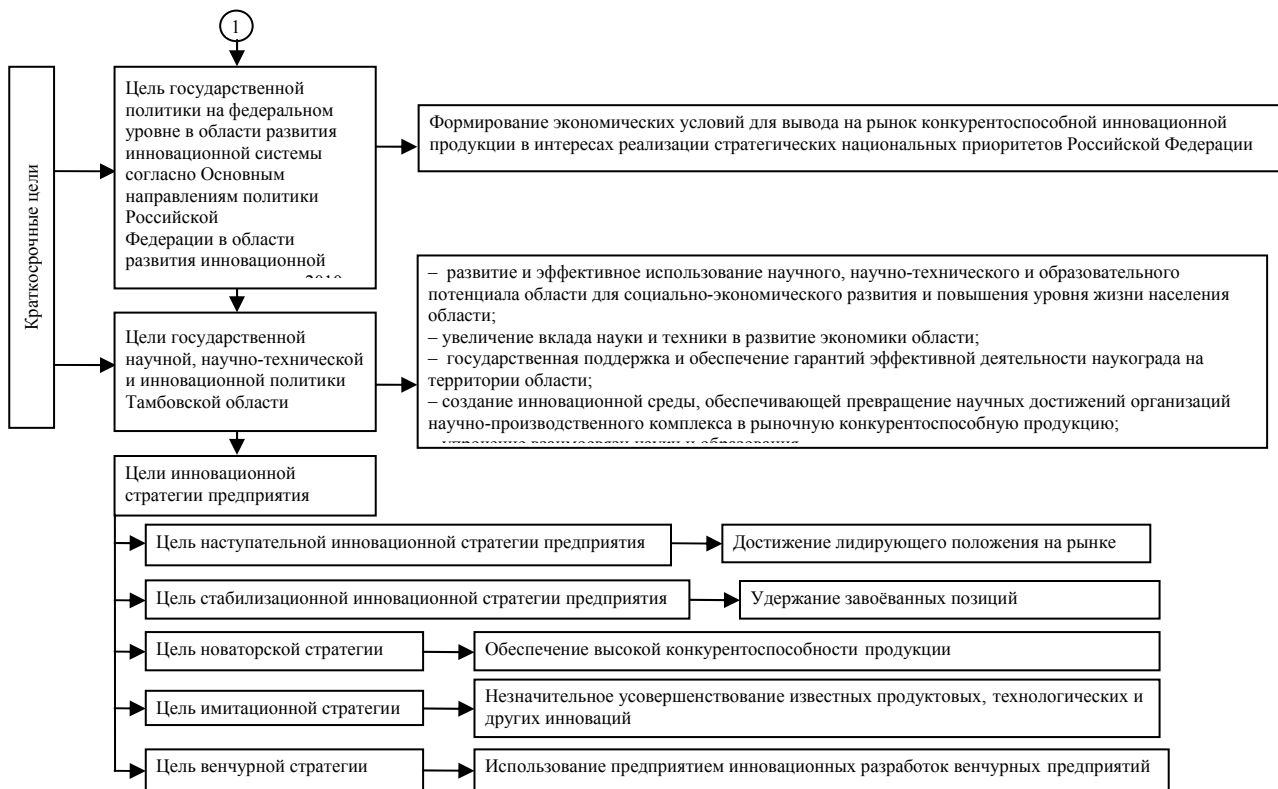 1
Краткосрочные цели
Цель государственной
политики на федеральном
уровне в области развития
инновационной системы
согласно Основным
направлениям политики
Российской
Федерации в области
развития инновационной
Формирование экономических условий для вывода на рынок конкурентоспособной инновационной
продукции в интересах реализации стратегических национальных приоритетов Российской Федерации
Цели государственной
научной, научно-технической
и инновационной политики
Тамбовской области
– развитие и эффективное использование научного, научно-технического и образовательного
потенциала области для социально-экономического развития и повышения уровня жизни населения
области;
– увеличение вклада науки и техники в развитие экономики области;
– государственная поддержка и обеспечение гарантий эффективной деятельности наукограда на
территории области;
– создание инновационной среды, обеспечивающей превращение научных достижений организаций
научно-производственного комплекса в рыночную конкурентоспособную продукцию;
– упрочение взаимосвязи науки и образования
Цели инновационной
стратегии предприятия
Цель наступательной инновационной стратегии предприятия
Достижение лидирующего положения на рынке
Цель стабилизационной инновационной стратегии предприятия
Удержание завоёванных позиций
Цель новаторской стратегии
Обеспечение высокой конкурентоспособности продукции
Цель имитационной стратегии
Незначительное усовершенствование известных продуктовых, технологических и
других инноваций
Цель венчурной стратегии
Использование предприятием инновационных разработок венчурных предприятий